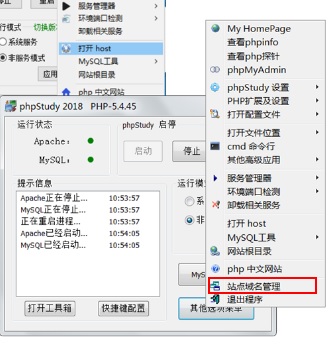 停止
重启
服务管理器
环境端口检测
卸载相关服务
行模式
切换版
系统服务
非服务模式
打开 host
MySQL工具
网站根目录
应用
php 中文网站
phpStudy 2018 PHP-5.4.45
运行状态
Apache:
MySQL:
phpStudy 启停
启动
停止
提示信息
Apache正在停止... 10:53:57
MySQL正在停止... 10:53:57
正在重启进程... 10:53:57
Apache已经启动... 10:54:05
MySQL已经启动... 10:54:05
运行模
系
非
MyS
打开工具箱
快捷键配置
其他选项菜单
My HomePage
查看phpinfo
查看php探针
phpMyAdmin
phpStudy 设置
PHP扩展及设置
打开配置文件
打开文件位置
cmd 命令行
其他高级应用
服务管理器
环境端口检测
卸载相关服务
打开 host
MySQL工具
网站根目录
php 中文网站
站点域名管理
退出程序